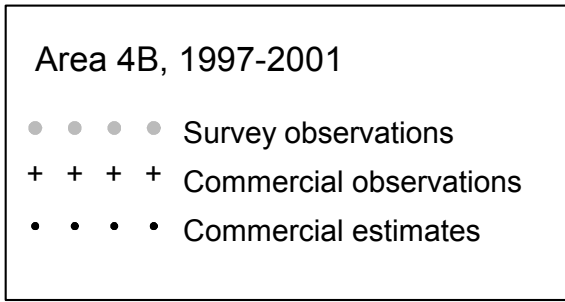 Area 4B, 1997-2001
Survey observations
+ + + + Commercial observations
Commercial estimates